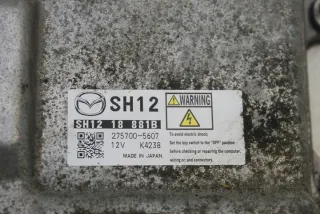 SH12
SH12 18 881B
275700-5607
12V K4238
MADE IN JAPAN.
WARNING
To avoid electric shock;
Set the key switch to the "OFF" position
before checking or repairing the computer,
wiring or, and connectors.